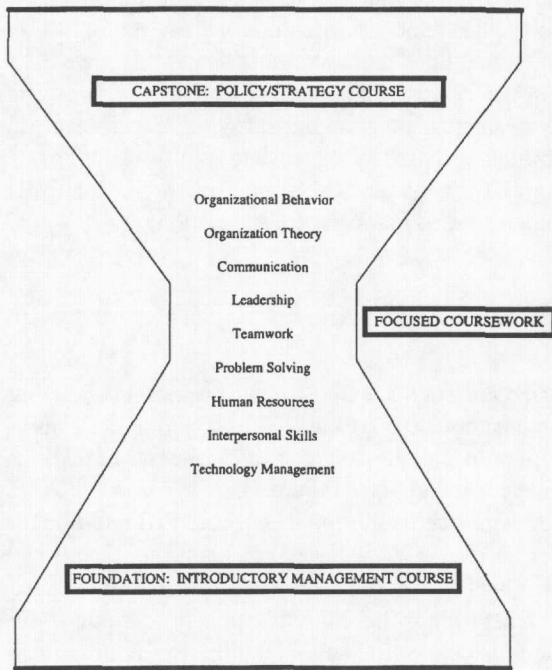 CAPSTONE: POLICY/STRATEGY COURSE
Organizational Behavior
Organization Theory
Communication
Leadership
FOCUSED COURSEWORK
Teamwork
Problem Solving
Human Resources
Interpersonal Skills
Technology Management
FOUNDATION: INTRODUCTORY MANAGEMENT COURSE